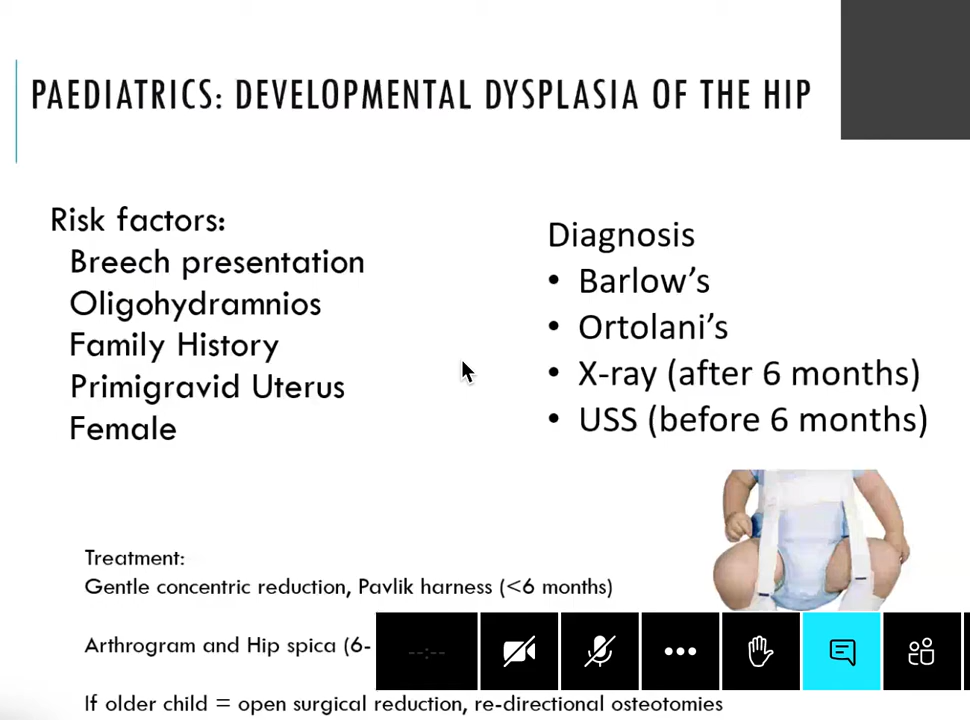 PAEDIATRICS: DEVELOPMENTAL DYSPLASIA OF THE HIP
Risk factors:
Breech presentation
Oligohydramnios
Family History
Primigravid Uterus
Female
Diagnosis
• Barlow's
• Ortolani's
• X-ray (after 6 months)
• USS (before 6 months)
Treatment:
Gentle concentric reduction, Pavlik harness (<6 months)
Arthrogram and Hip spica (6-
--:--
If older child = open surgical reduction, re-directional osteotomies